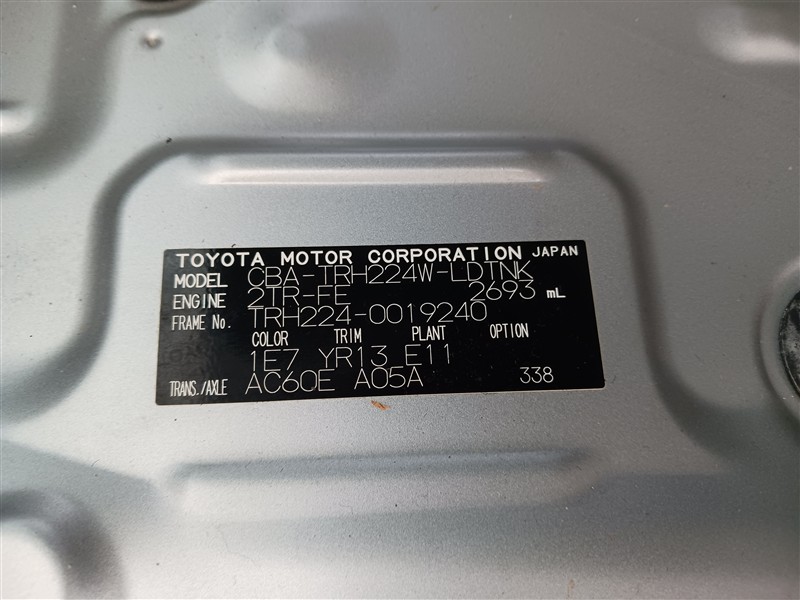 TOYOTA MOTOR CORPORATION JAPAN
MODEL CBA-TRH224W-LDTNK
ENGINE 2TR-FE 2693 mL
FRAME No. TRH224-0019240
COLOR TRIM PLANT OPTION
1E7 YR13 E11
TRANS./AXLE AC60E A05A 338